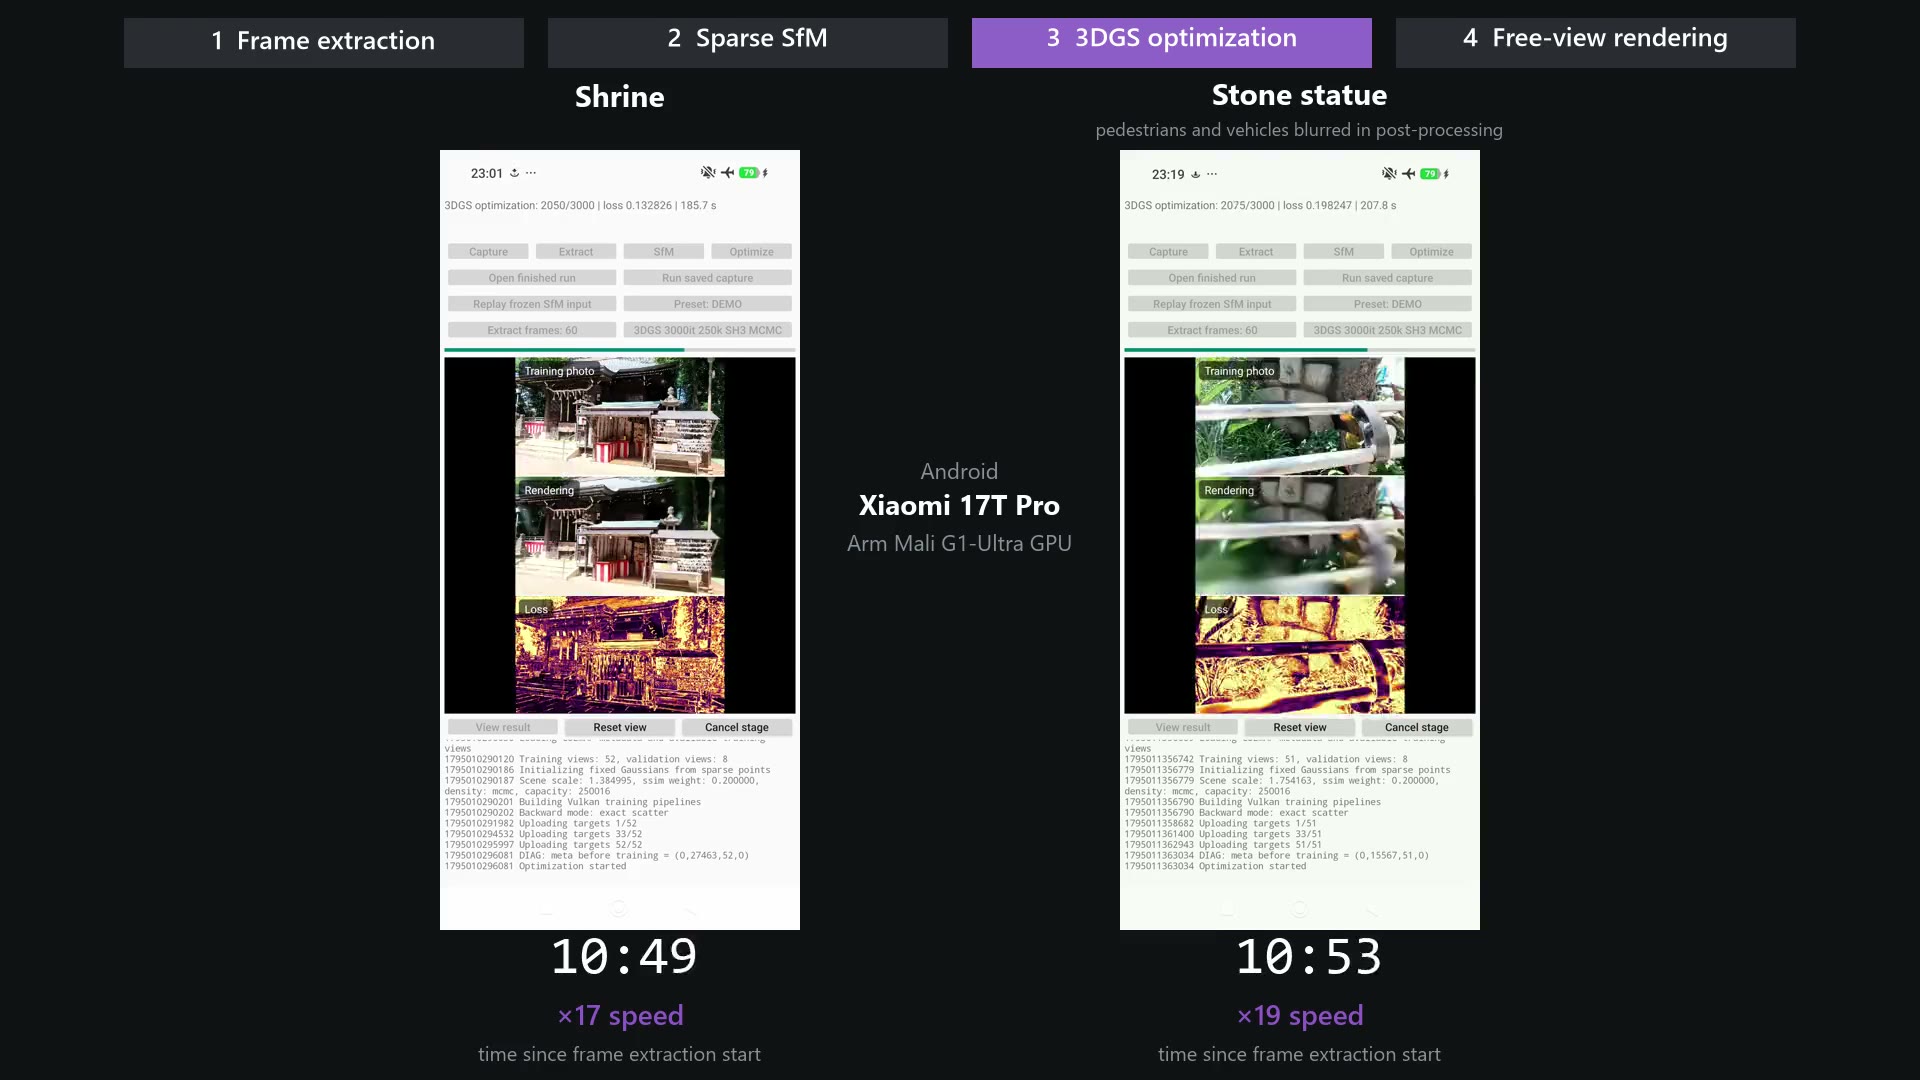 1 Frame extraction
2 Sparse SfM
3 3DGS optimization
4 Free-view rendering
Shrine
23:01 ···
79
3DGS optimization: 2050/3000 | loss 0.132826 | 185.7 s
Capture Extract SfM Optimize
Open finished run Run saved capture
Replay frozen SfM input Preset: DEMO
Extract frames: 60 3DGS 3000it 250k SH3 MCMC
Training photo
Rendering
Loss
View result Reset view Cancel stage
views
1795010290120 Training views: 52, validation views: 8
1795010290186 Initializing fixed Gaussians from sparse points
1795010290187 Scene scale: 1.384995, ssim weight: 0.200000,
density: mcmc, capacity: 250016
1795010290201 Building Vulkan training pipelines
1795010290202 Backward mode: exact scatter
1795010291982 Uploading targets 1/52
1795010294532 Uploading targets 33/52
1795010295997 Uploading targets 52/52
1795010296081 DIAG: meta before training = (0,27463,52,0)
1795010296081 Optimization started
10:49
×17 speed
time since frame extraction start
Android
Xiaomi 17T Pro
Arm Mali G1-Ultra GPU
Stone statue
pedestrians and vehicles blurred in post-processing
23:19 ···
79
3DGS optimization: 2075/3000 | loss 0.198247 | 207.8 s
Capture Extract SfM Optimize
Open finished run Run saved capture
Replay frozen SfM input Preset: DEMO
Extract frames: 60 3DGS 3000it 250k SH3 MCMC
Training photo
Rendering
Loss
View result Reset view Cancel stage
views
1795011356742 Training views: 51, validation views: 8
1795011356779 Initializing fixed Gaussians from sparse points
1795011356779 Scene scale: 1.754163, ssim weight: 0.200000,
density: mcmc, capacity: 250016
1795011356790 Building Vulkan training pipelines
1795011356790 Backward mode: exact scatter
1795011358682 Uploading targets 1/51
1795011361400 Uploading targets 33/51
1795011362943 Uploading targets 51/51
1795011363034 DIAG: meta before training = (0,15567,51,0)
1795011363034 Optimization started
10:53
×19 speed
time since frame extraction start